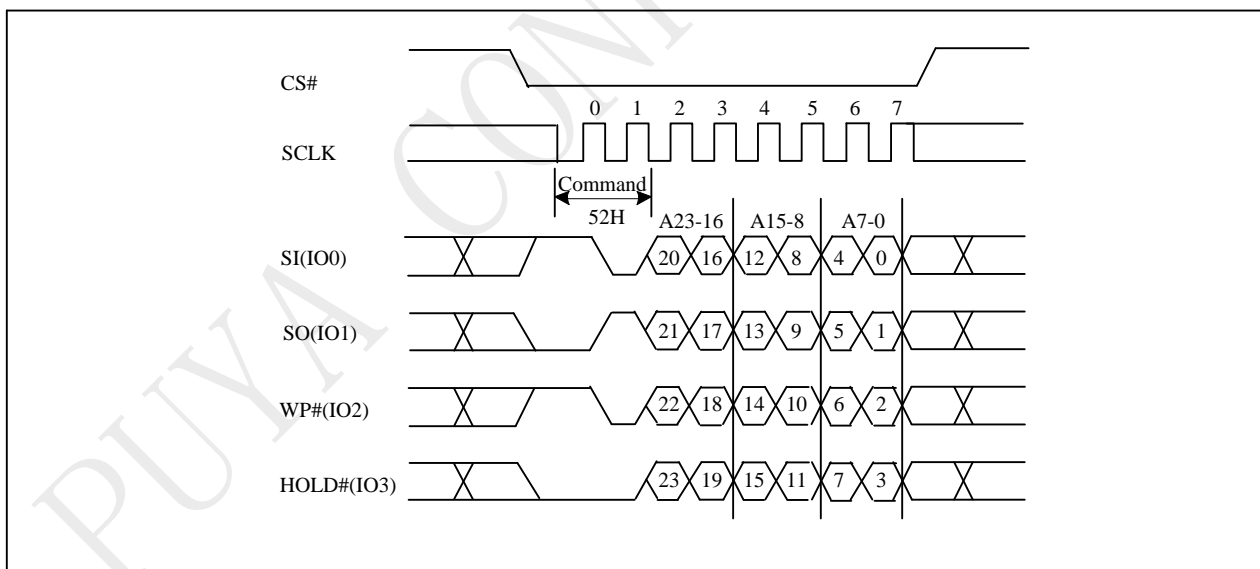 PUYA CONF
CS#
0 1 2 3 4 5 6 7
SCLK
Command
52H
A23-16 A15-8 A7-0
SI(IO0)
20 16 12 8 4 0
SO(IO1)
21 17 13 9 5 1
WP#(IO2)
22 18 14 10 6 2
HOLD#(IO3)
23 19 15 11 7 3